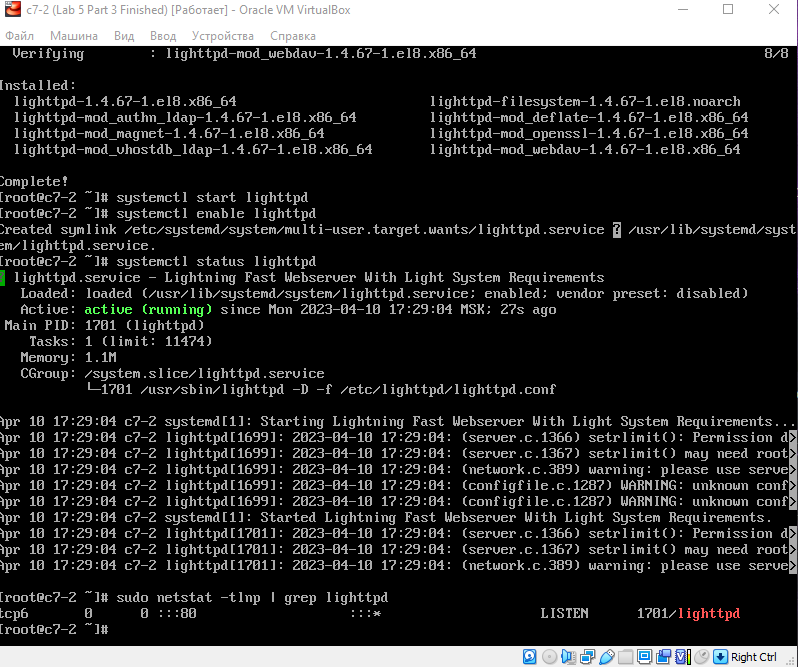 c7-2 (Lab 5 Part 3 Finished) [Работает] - Oracle VM VirtualBox
Файл Машина Вид Ввод Устройства Справка
Verifying : lighttpd-mod_webdav-1.4.67-1.el8.x86_64 8/8
Installed:
lighttpd-1.4.67-1.el8.x86_64 lighttpd-filesystem-1.4.67-1.el8.noarch
lighttpd-mod_authn_ldap-1.4.67-1.el8.x86_64 lighttpd-mod_deflate-1.4.67-1.el8.x86_64
lighttpd-mod_magnet-1.4.67-1.el8.x86_64 lighttpd-mod_openssl-1.4.67-1.el8.x86_64
lighttpd-mod_vhostdb_ldap-1.4.67-1.el8.x86_64 lighttpd-mod_webdav-1.4.67-1.el8.x86_64
Complete!
[root@c7-2 ~]# systemctl start lighttpd
[root@c7-2 ~]# systemctl enable lighttpd
Created symlink /etc/systemd/system/multi-user.target.wants/lighttpd.service ? /usr/lib/systemd/syst
em/lighttpd.service.
[root@c7-2 ~]# systemctl status lighttpd
lighttpd.service - Lightning Fast Webserver With Light System Requirements
Loaded: loaded (/usr/lib/systemd/system/lighttpd.service; enabled; vendor preset: disabled)
Active: active (running) since Mon 2023-04-10 17:29:04 MSK; 27s ago
Main PID: 1701 (lighttpd)
Tasks: 1 (limit: 11474)
Memory: 1.1M
CGroup: /system.slice/lighttpd.service
└─1701 /usr/sbin/lighttpd -D -f /etc/lighttpd/lighttpd.conf
Apr 10 17:29:04 c7-2 systemd[1]: Starting Lightning Fast Webserver With Light System Requirements...
Apr 10 17:29:04 c7-2 lighttpd[1699]: 2023-04-10 17:29:04: (server.c.1366) setrlimit(): Permission d>
Apr 10 17:29:04 c7-2 lighttpd[1699]: 2023-04-10 17:29:04: (server.c.1367) setrlimit() may need root>
Apr 10 17:29:04 c7-2 lighttpd[1699]: 2023-04-10 17:29:04: (network.c.389) warning: please use serve>
Apr 10 17:29:04 c7-2 lighttpd[1699]: 2023-04-10 17:29:04: (configfile.c.1287) WARNING: unknown conf>
Apr 10 17:29:04 c7-2 lighttpd[1699]: 2023-04-10 17:29:04: (configfile.c.1287) WARNING: unknown conf>
Apr 10 17:29:04 c7-2 systemd[1]: Started Lightning Fast Webserver With Light System Requirements.
Apr 10 17:29:04 c7-2 lighttpd[1701]: 2023-04-10 17:29:04: (server.c.1366) setrlimit(): Permission d>
Apr 10 17:29:04 c7-2 lighttpd[1701]: 2023-04-10 17:29:04: (server.c.1367) setrlimit() may need root>
Apr 10 17:29:04 c7-2 lighttpd[1701]: 2023-04-10 17:29:04: (network.c.389) warning: please use serve>
[root@c7-2 ~]# sudo netstat -tlnp | grep lighttpd
tcp6 0 0 :::80 :::* LISTEN 1701/lighttpd
[root@c7-2 ~]#
Right Ctrl